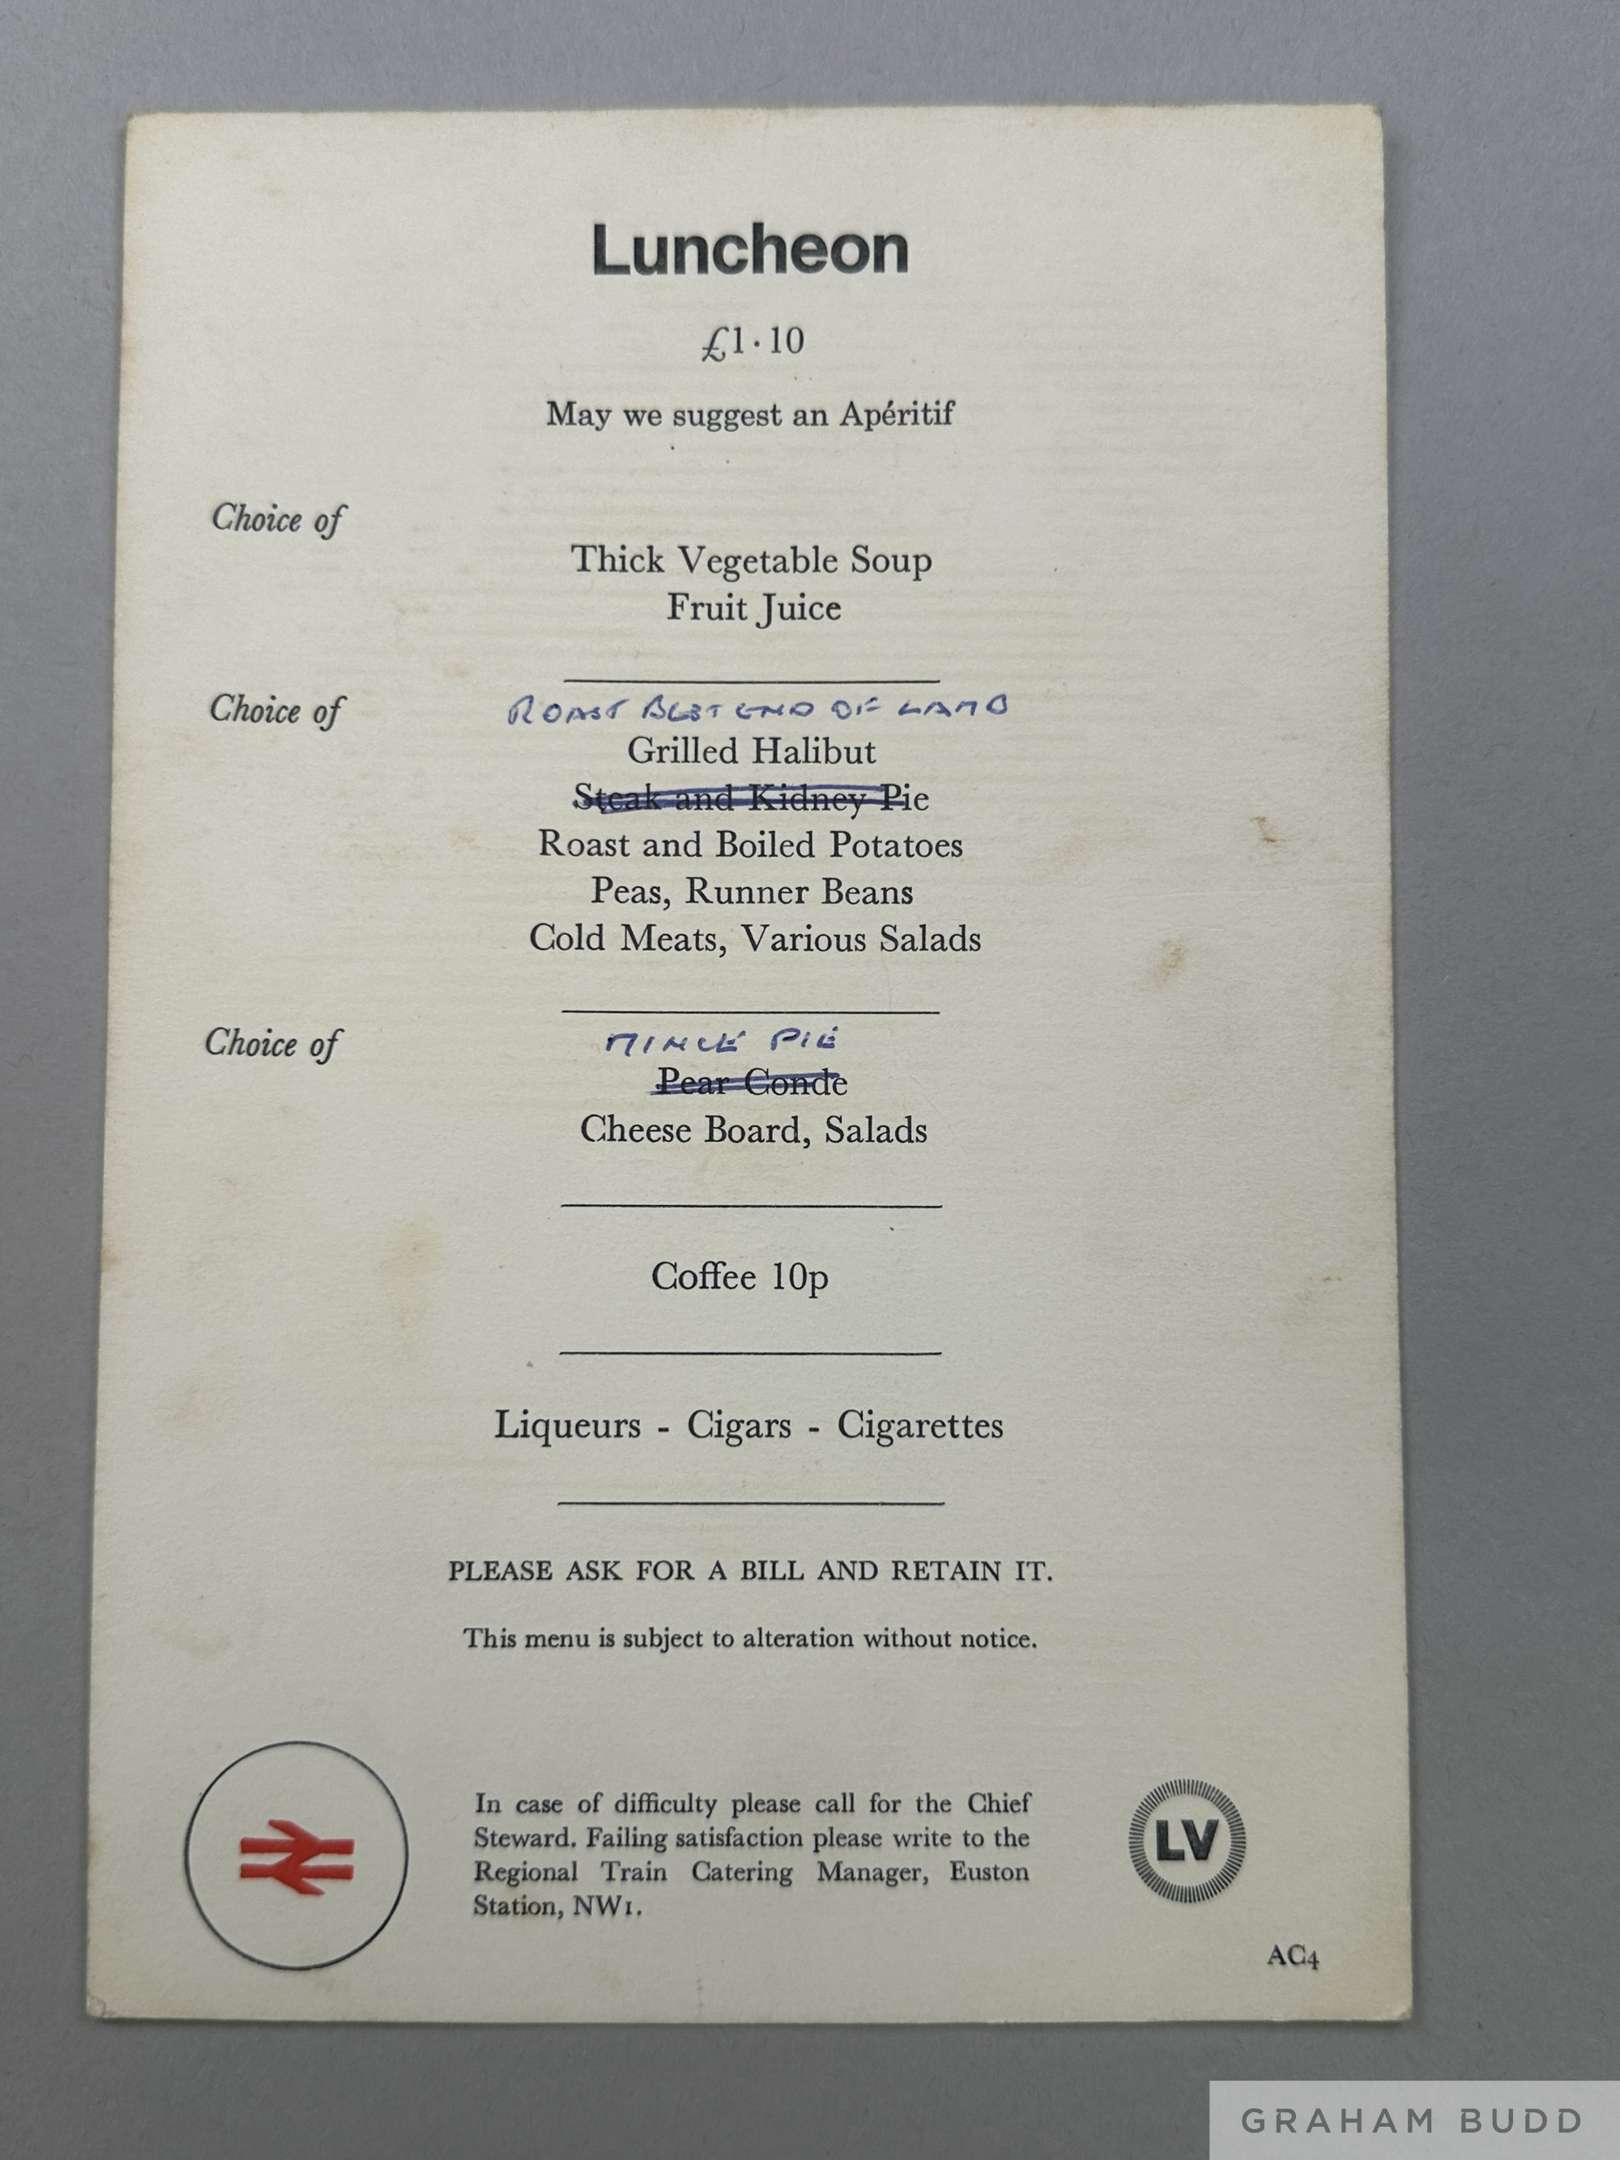 Luncheon
£1·10
May we suggest an Apéritif
Choice of
Thick Vegetable Soup
Fruit Juice
Choice of
ROAST BEST END OF LAMB
Grilled Halibut
Steak and Kidney Pie
Roast and Boiled Potatoes
Peas, Runner Beans
Cold Meats, Various Salads
Choice of
MINCE PIE
Pear Conde
Cheese Board, Salads
Coffee 10p
Liqueurs - Cigars - Cigarettes
PLEASE ASK FOR A BILL AND RETAIN IT.
This menu is subject to alteration without notice.
In case of difficulty please call for the Chief
Steward. Failing satisfaction please write to the
Regional Train Catering Manager, Euston
Station, NW1.
LV
AC4
GRAHAM BUDD